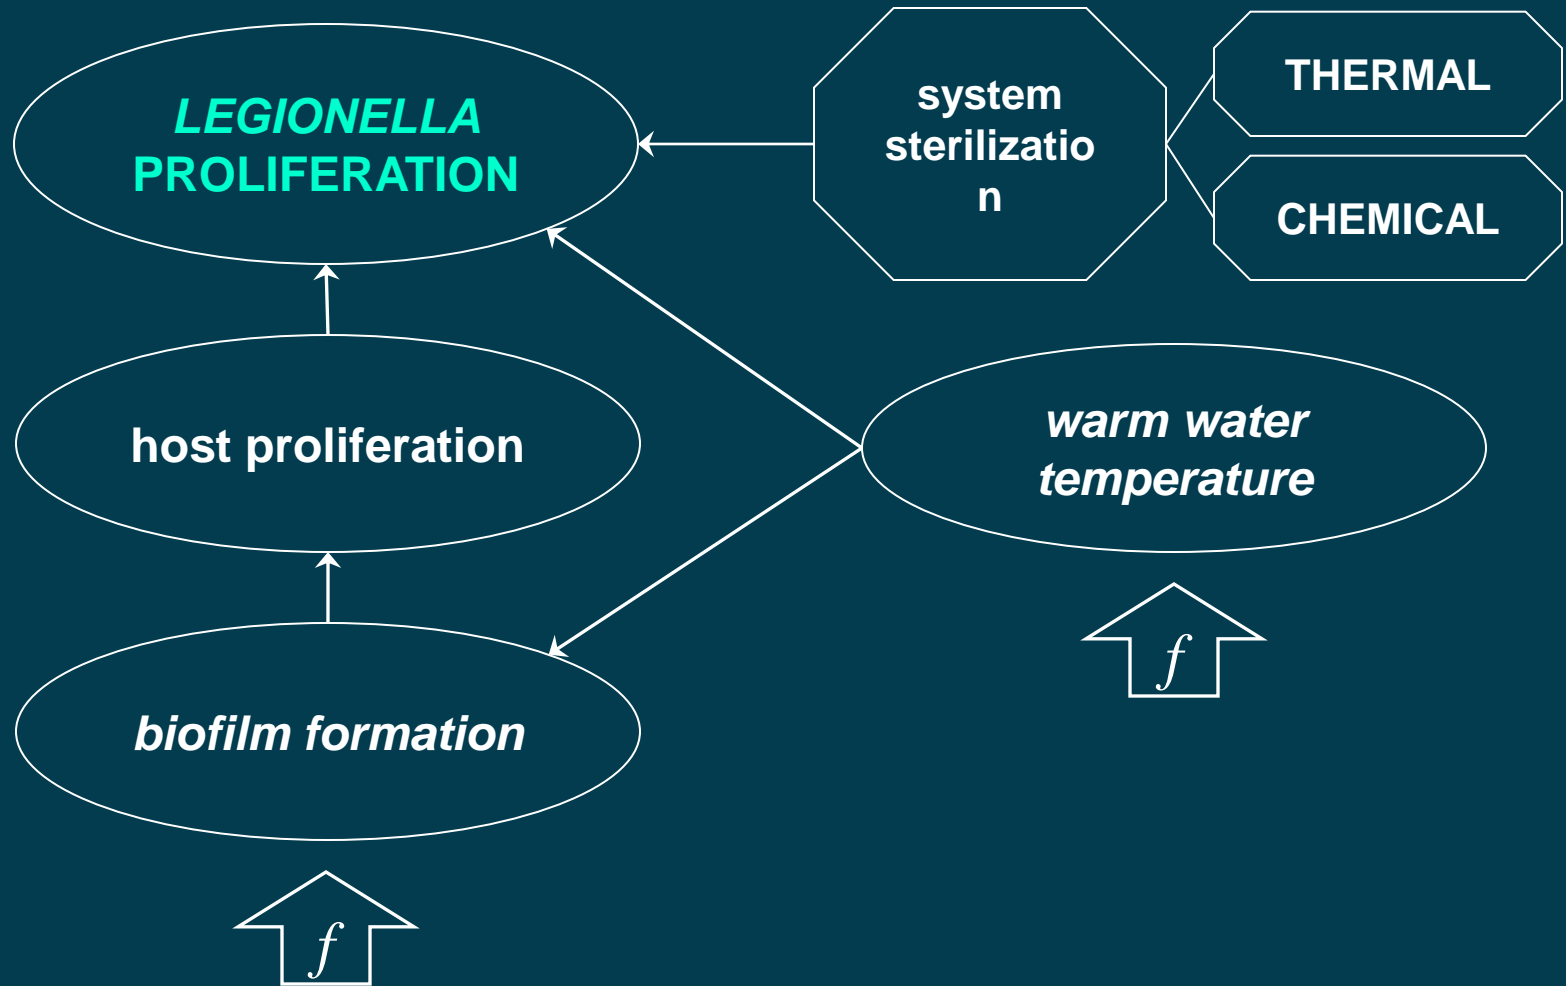 LEGIONELLA
PROLIFERATION
system
sterilizatio
n
THERMAL
CHEMICAL
host proliferation
warm water
temperature
biofilm formation
f
f